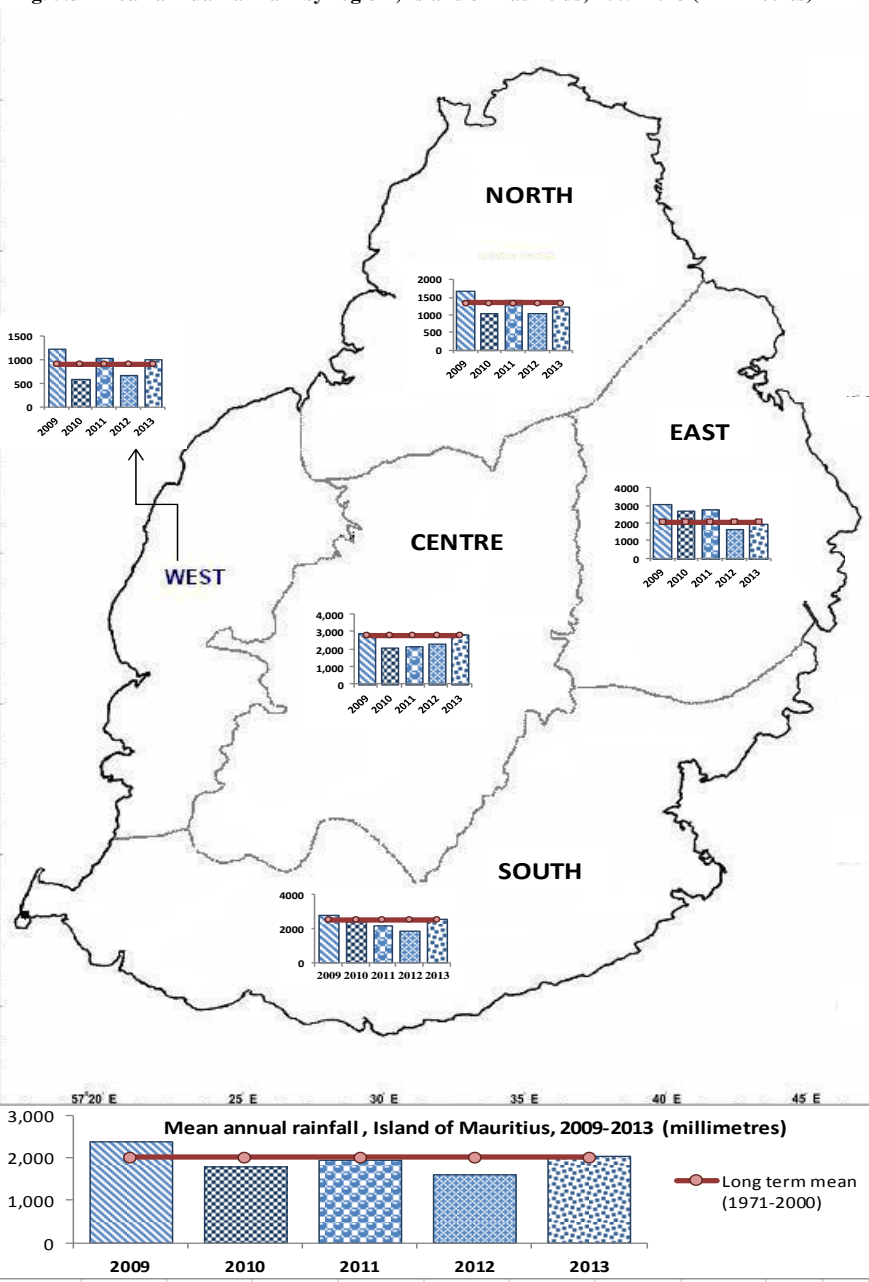 NORTH
2000
1500
1000
500
0
2009 2010 2011 2012 2013
1500
1000
500
0
2009 2010 2011 2012 2013
EAST
4000
3000
2000
1000
0
2009 2010 2011 2012 2013
CENTRE
WEST
4,000
3,000
2,000
1,000
0
2009 2010 2011 2012 2013
SOUTH
4000
2000
0
2009 2010 2011 2012 2013
57°20' E 25' E 30' E 35' E 40' E 45' E
Mean annual rainfall , Island of Mauritius, 2009-2013 (millimetres)
3,000
2,000
1,000
0
Long term mean
(1971-2000)
2009 2010 2011 2012 2013